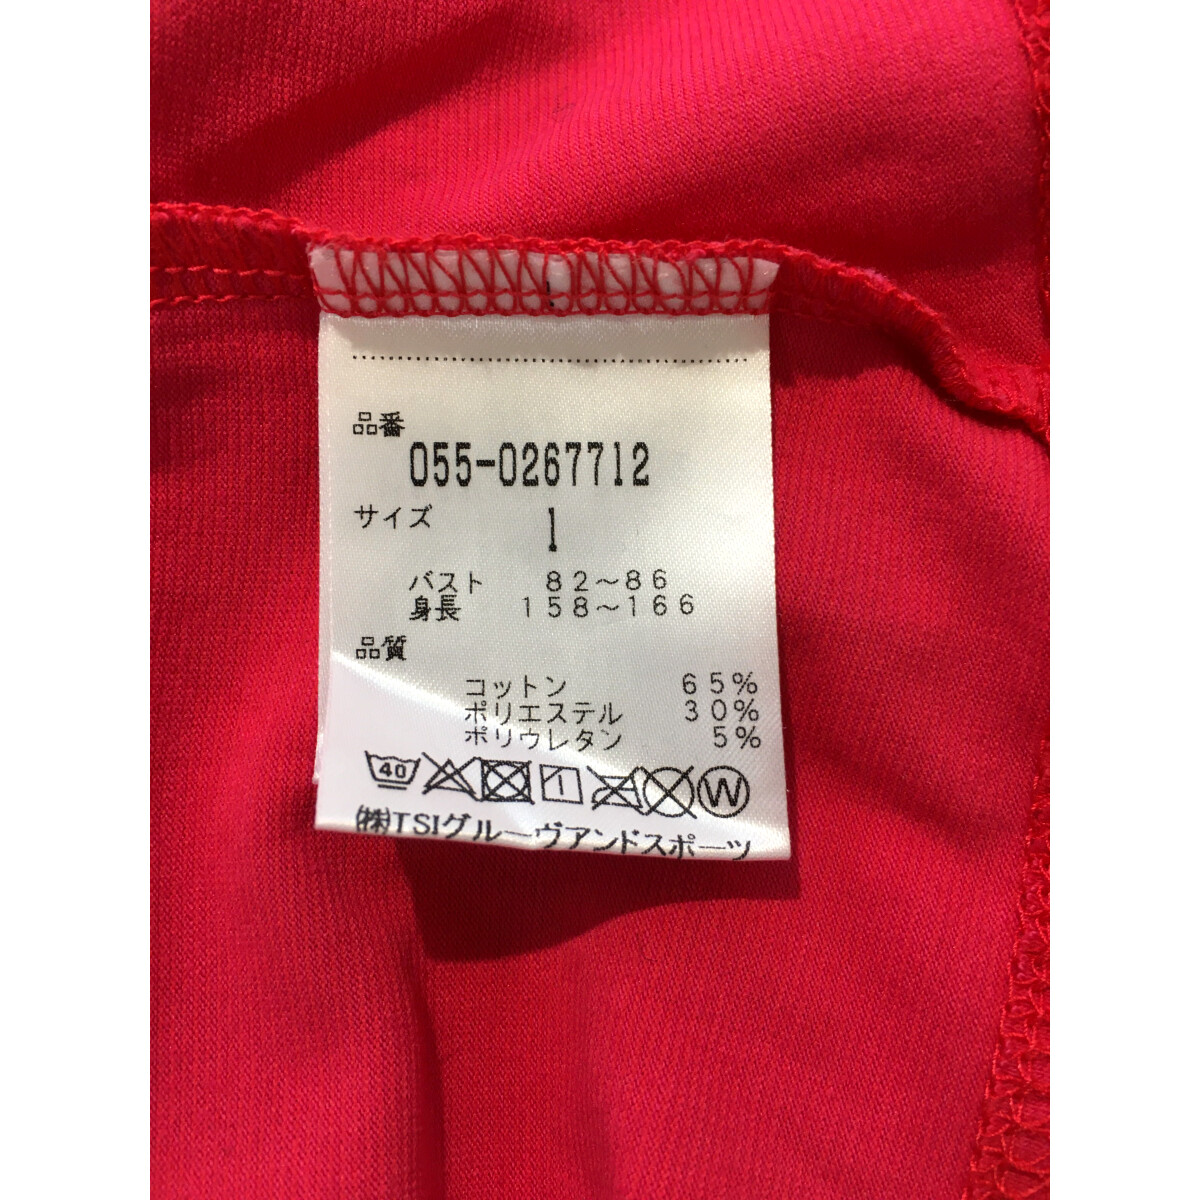 品番
055-0267712
サイズ 1
バスト 82～86
身長 158～166
品質
コットン 65%
ポリエステル 30%
ポリウレタン 5%
40 W
㈱TSIグルーヴアンドスポーツ